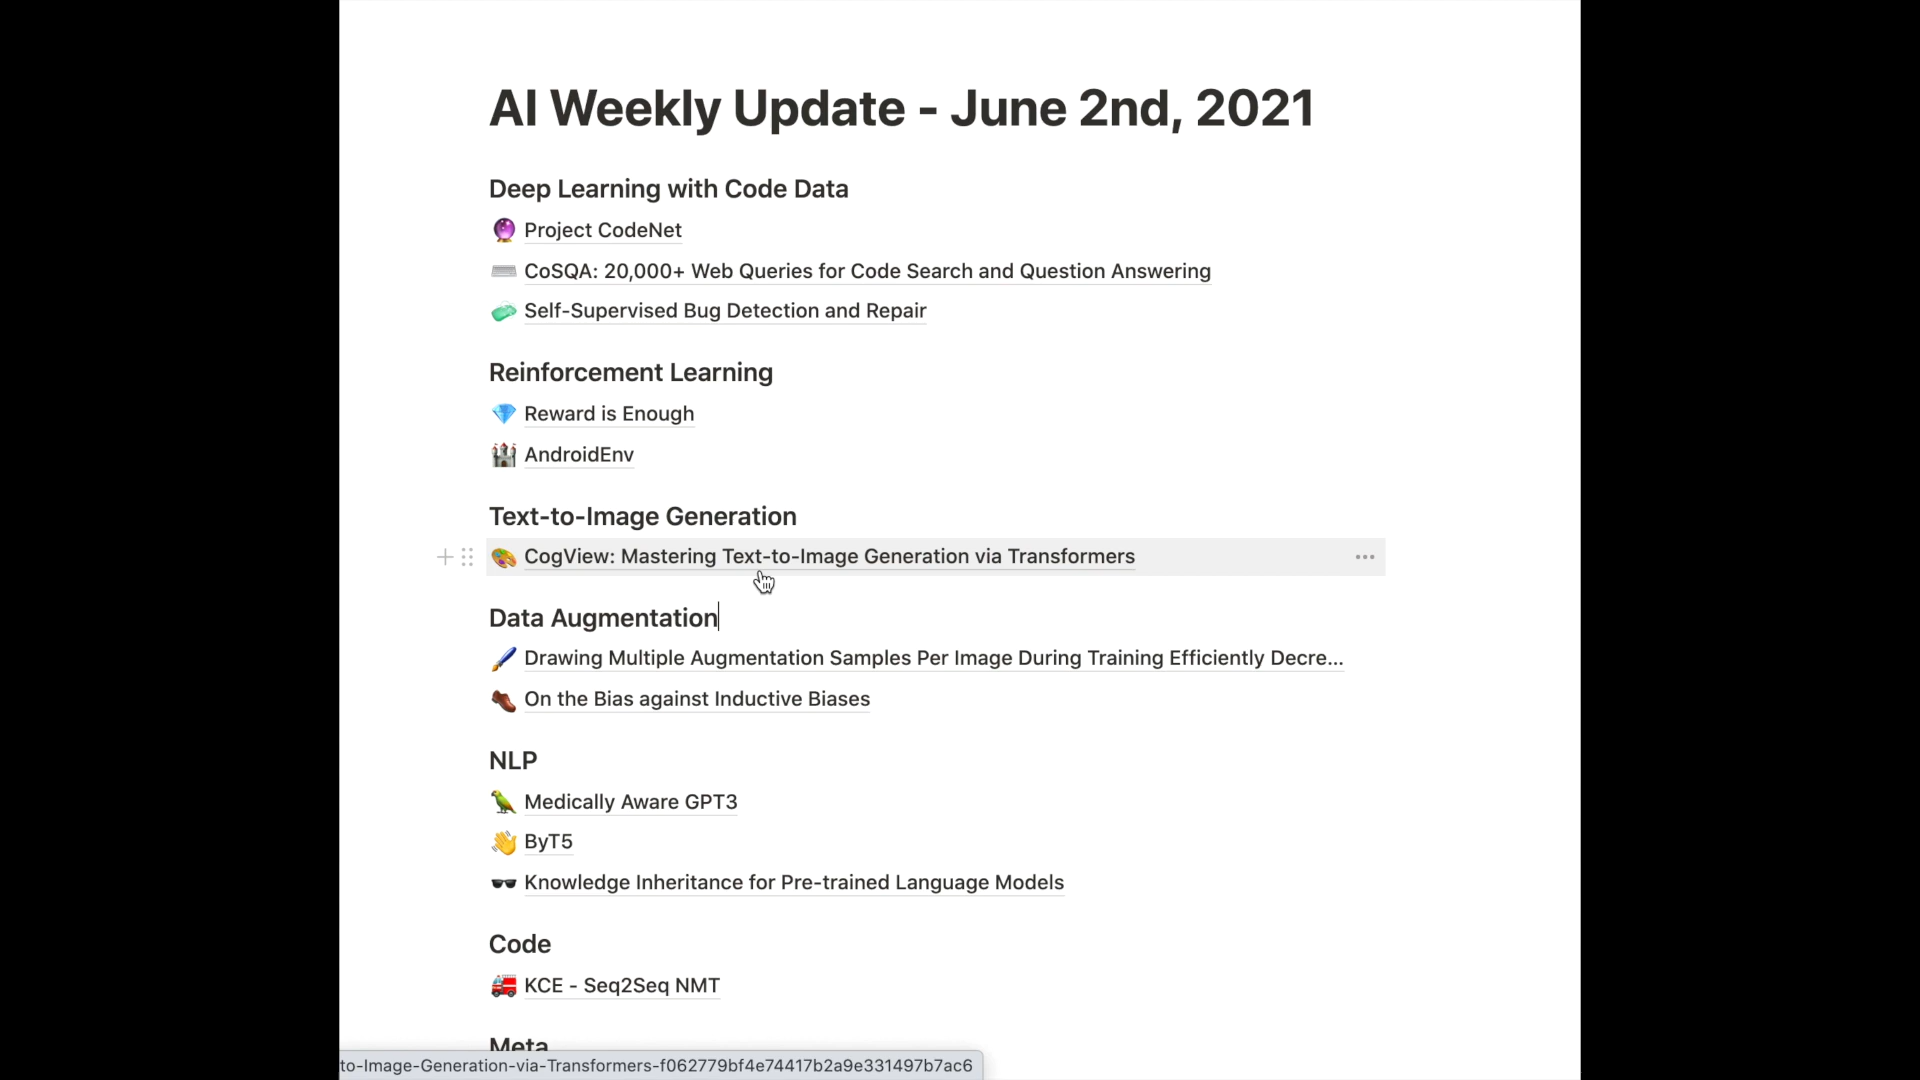 AI Weekly Update - June 2nd, 2021
Deep Learning with Code Data
Project CodeNet
CoSQA: 20,000+ Web Queries for Code Search and Question Answering
Self-Supervised Bug Detection and Repair
Reinforcement Learning
Reward is Enough
AndroidEnv
Text-to-Image Generation
CogView: Mastering Text-to-Image Generation via Transformers
Data Augmentation
Drawing Multiple Augmentation Samples Per Image During Training Efficiently Decre...
On the Bias against Inductive Biases
NLP
Medically Aware GPT3
ByT5
Knowledge Inheritance for Pre-trained Language Models
Code
KCE - Seq2Seq NMT
Meta
to-Image-Generation-via-Transformers-f062779bf4e74417b2a9e331497b7ac6